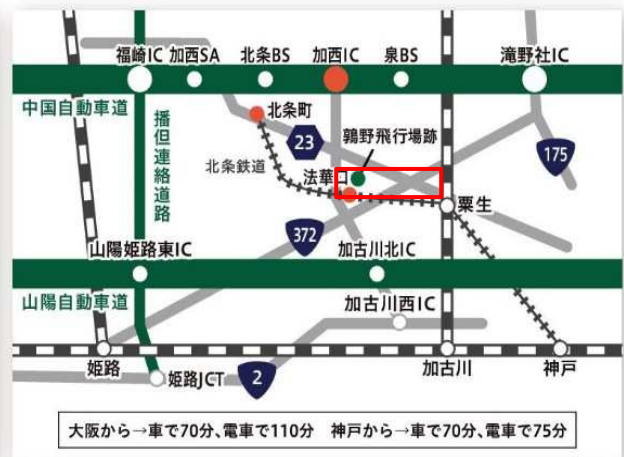 福崎IC 加西SA 北条BS 加西IC 泉BS 滝野社IC
中国自動車道
播但連絡道路
北条町
23
鶉野飛行場跡
175
北条鉄道
法華口
粟生
372
山陽姫路東IC
加古川北IC
山陽自動車道
加古川西IC
姫路
姫路JCT
2
加古川
神戸
大阪から→車で70分、電車で110分 神戸から→車で70分、電車で75分